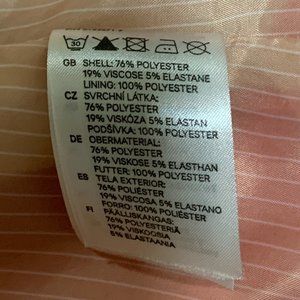 30
GB SHELL: 76% POLYESTER
19% VISCOSE 5% ELASTANE
LINING: 100% POLYESTER
CZ SVRCHNÍ LÁTKA:
76% POLYESTER
19% VISKÓZA 5% ELASTAN
PODŠÍVKA: 100% POLYESTER
DE OBERMATERIAL:
76% POLYESTER
19% VISKOSE 5% ELASTHAN
FUTTER: 100% POLYESTER
ES TELA EXTERIOR:
76% POLIÉSTER
19% VISCOSA 5% ELASTANO
FORRO: 100% POLIÉSTER
FI PÄÄLLISKANGAS:
76% POLYESTERIÄ
19% VISKOOSIA
5% ELASTAANIA